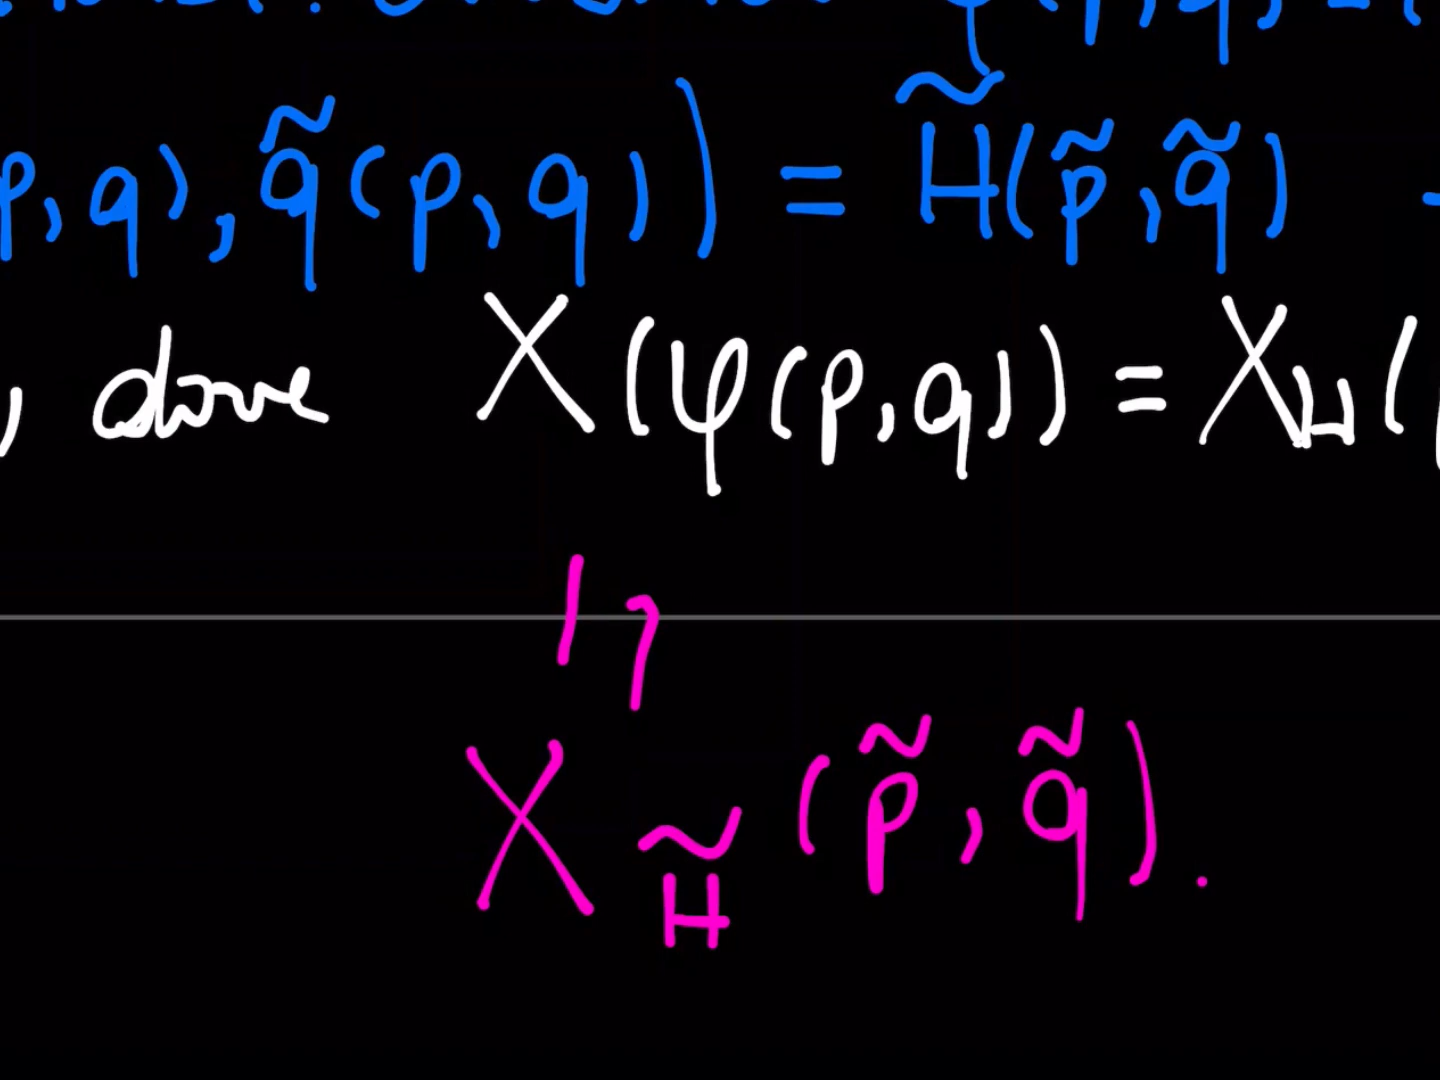 φ(p,q) =
p,q), q̃(p,q)) = H̃(p̃,q̃)
), dove X(φ(p,q)) = X_H(
||
X_H̃ (p̃, q̃).